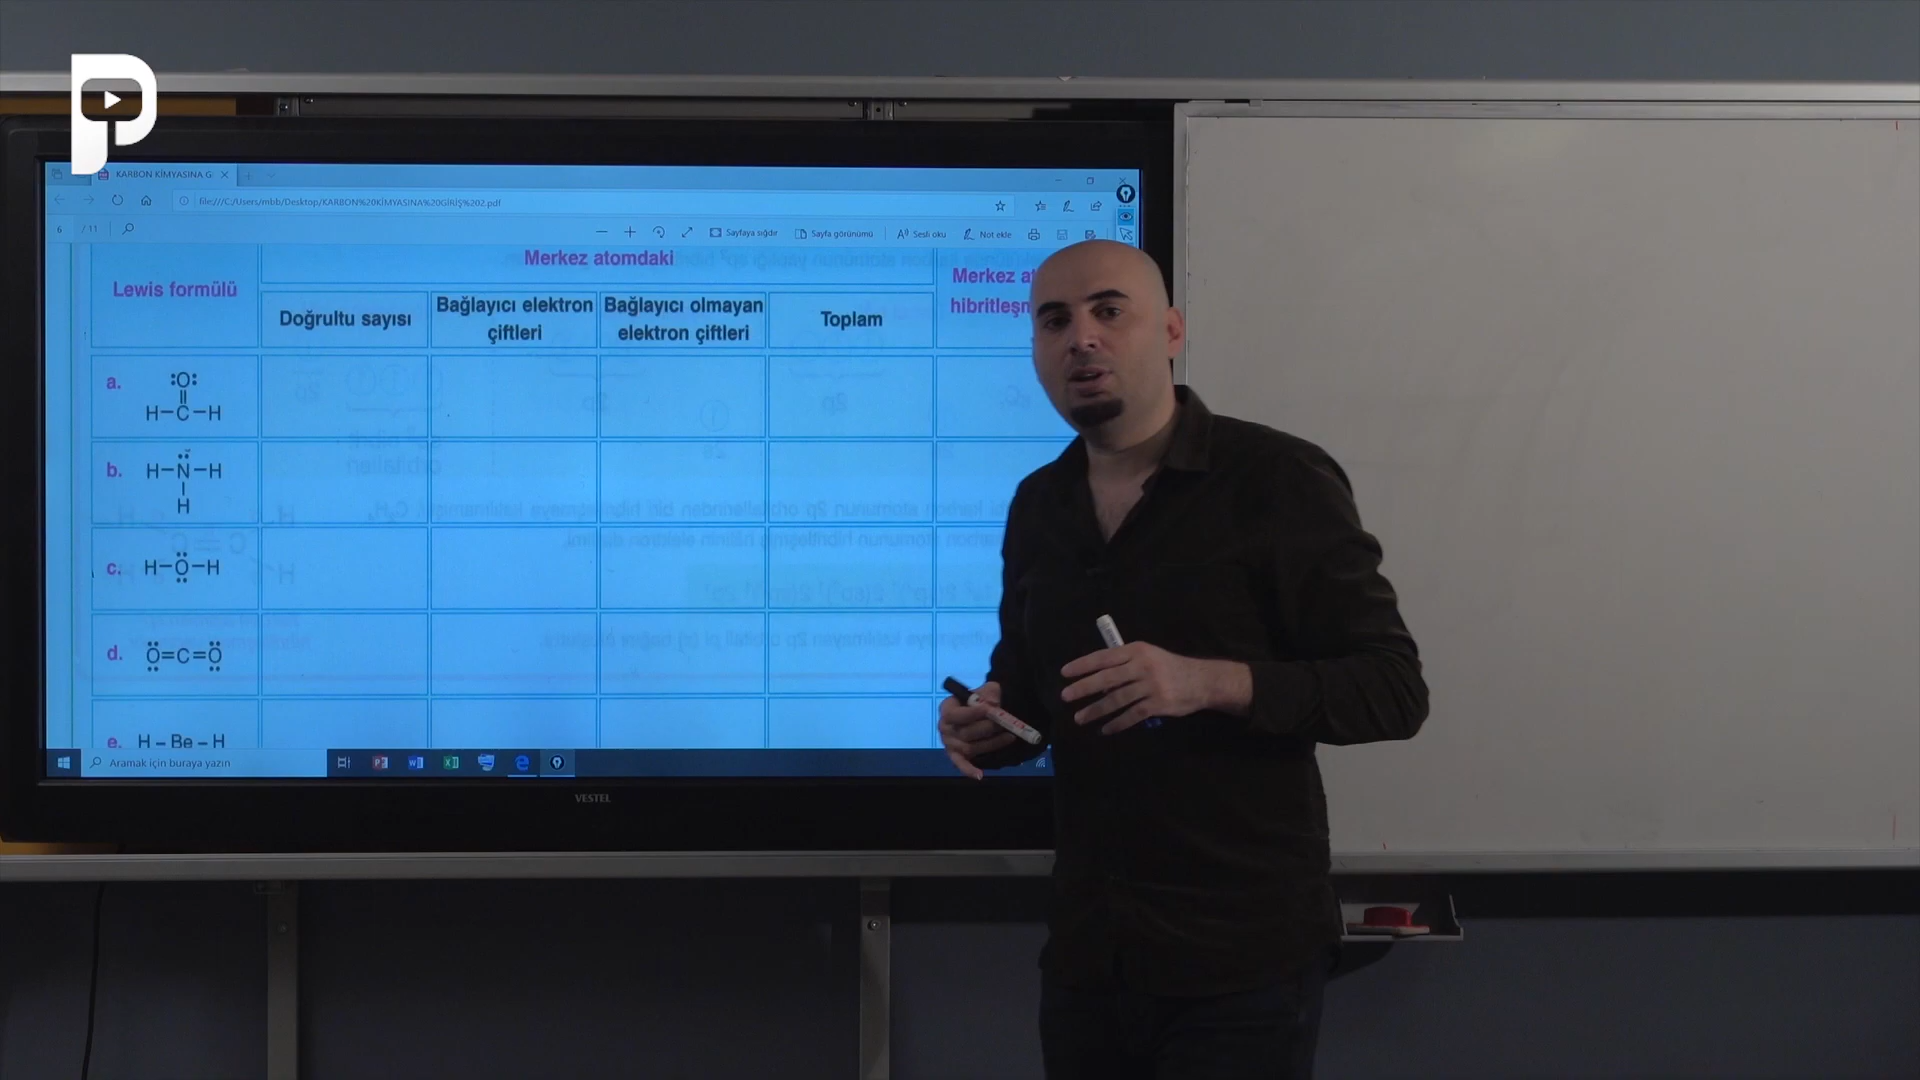 KARBON KİMYASINA G
file:///C:/Users/mbb/Desktop/KARBON%20KİMYASINA%20GİRİŞ%202.pdf
6 /11
Sayfaya sığdır
Sayfa görünümü
Sesli oku
Not ekle
Lewis formülü
Merkez atomdaki
Doğrultu sayısı
Bağlayıcı elektron
çiftleri
Bağlayıcı olmayan
elektron çiftleri
Toplam
Merkez at
hibritleşm
a.
:O:
H–C–H
b.
H–N–H
H
c.
H–O–H
d.
O=C=O
e. H – Be – H
Aramak için buraya yazın
VESTEL